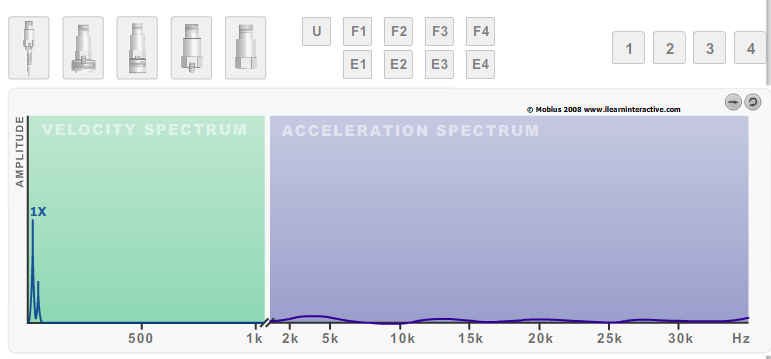 U F1 F2 F3 F4
1 2 3 4
E1 E2 E3 E4
© Mobius 2008 www.ilearninteractive.com
VELOCITY SPECTRUM ACCELERATION SPECTRUM
AMPLITUDE
1X
500 1k 2k 5k 10k 15k 20k 25k 30k Hz